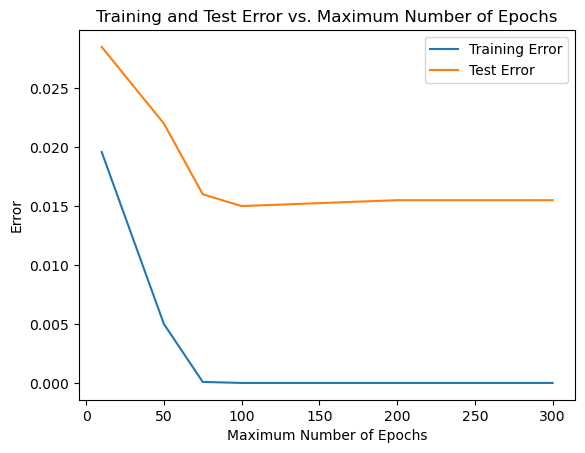 Training and Test Error vs. Maximum Number of Epochs
Training Error
Test Error
0.025
0.020
0.015
0.010
0.005
0.000
Error
0 50 100 150 200 250 300
Maximum Number of Epochs